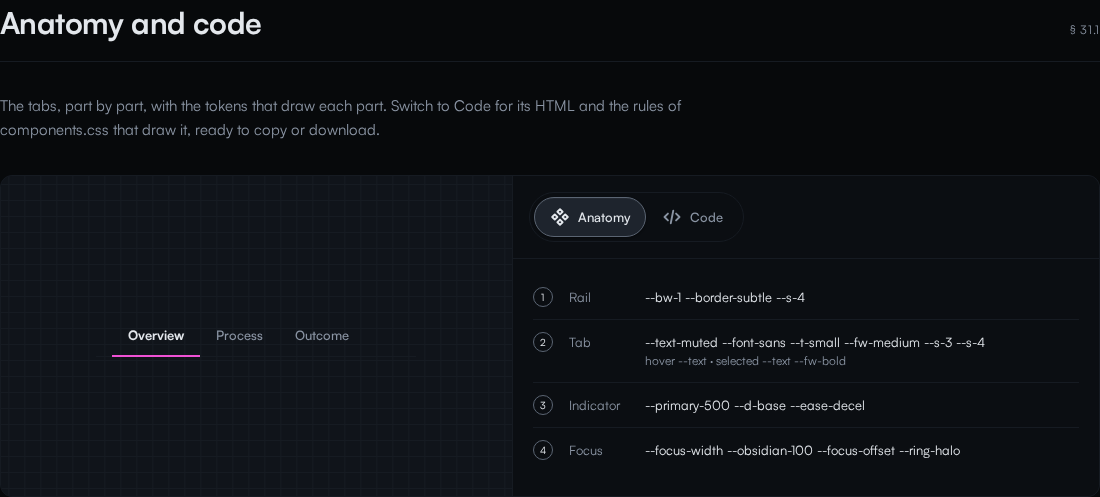 Anatomy and code
§ 31.1
The tabs, part by part, with the tokens that draw each part. Switch to Code for its HTML and the rules of
components.css that draw it, ready to copy or download.
Anatomy
Code
Overview
Process
Outcome
1 Rail --bw-1 --border-subtle --s-4
2 Tab --text-muted --font-sans --t-small --fw-medium --s-3 --s-4
hover --text · selected --text --fw-bold
3 Indicator --primary-500 --d-base --ease-decel
4 Focus --focus-width --obsidian-100 --focus-offset --ring-halo